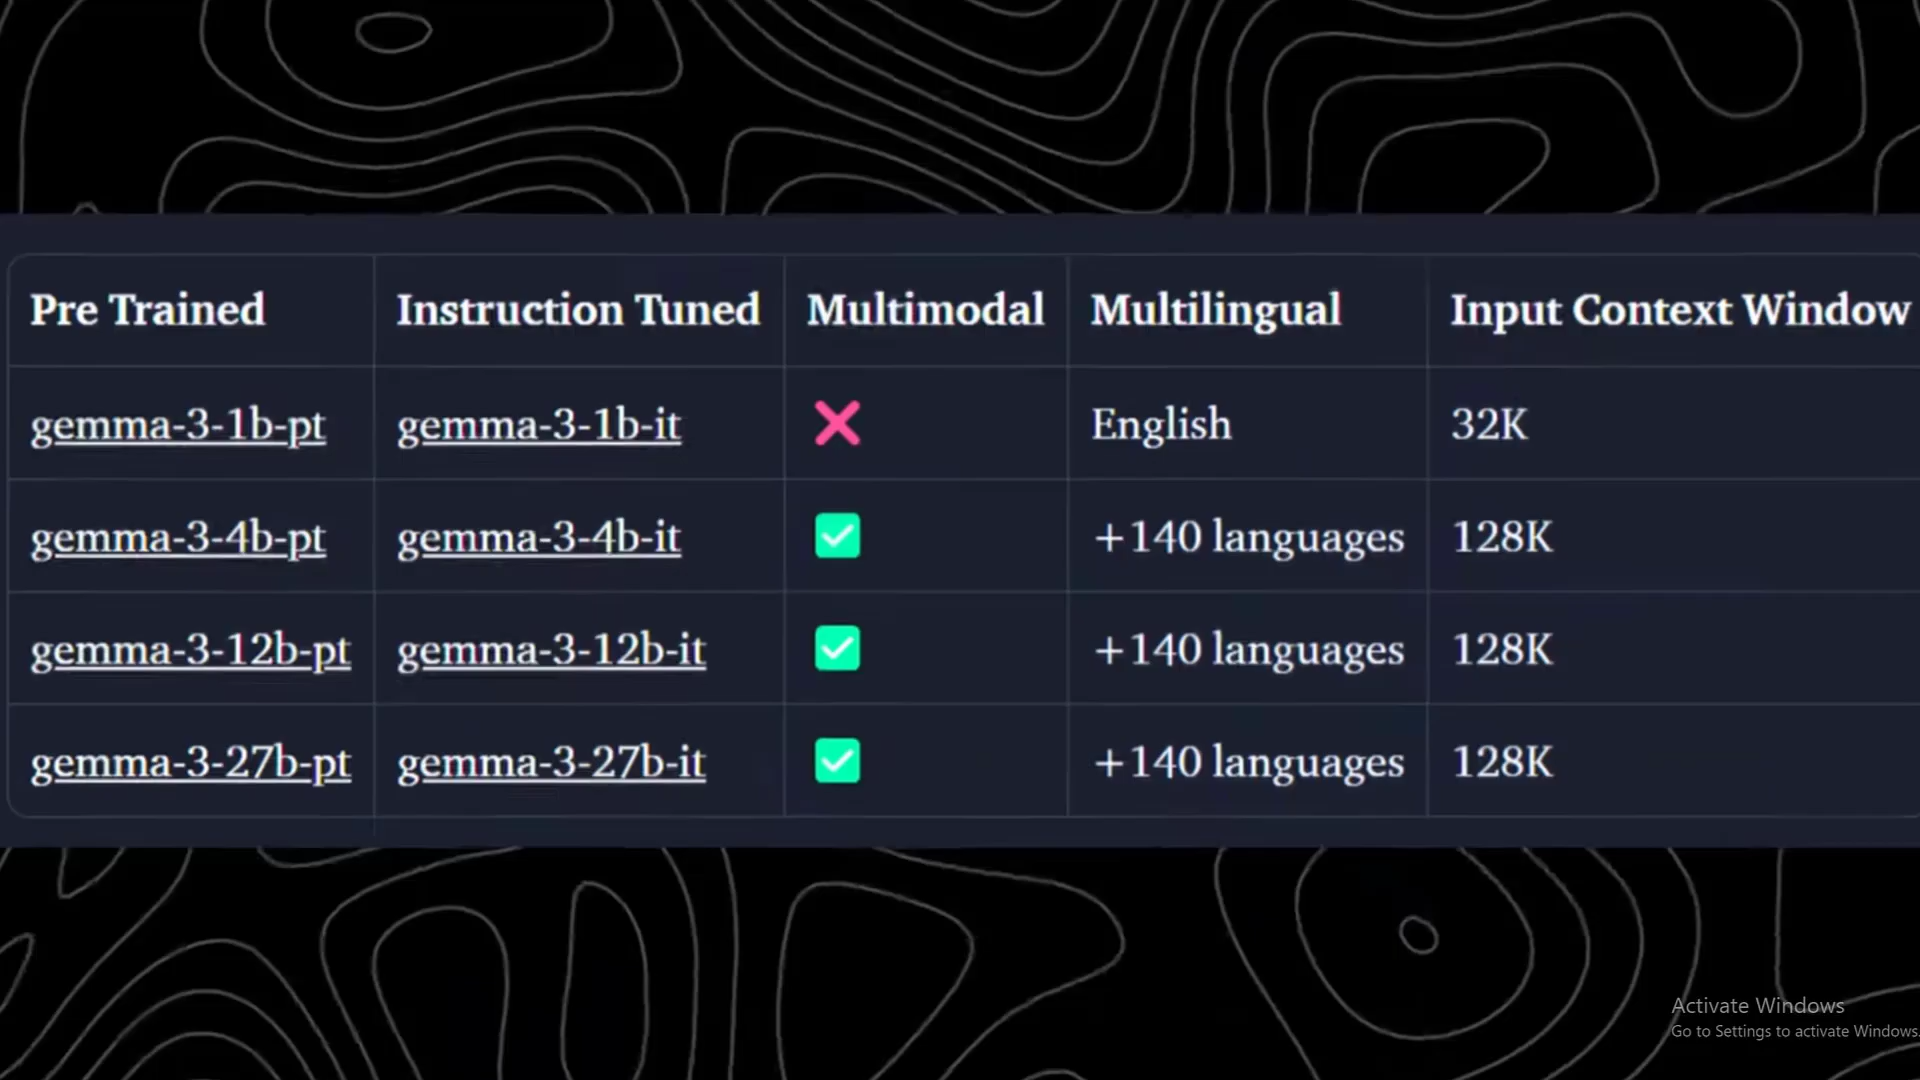 Pre Trained Instruction Tuned Multimodal Multilingual Input Context Window
gemma-3-1b-pt gemma-3-1b-it ❌ English 32K
gemma-3-4b-pt gemma-3-4b-it ✅ +140 languages 128K
gemma-3-12b-pt gemma-3-12b-it ✅ +140 languages 128K
gemma-3-27b-pt gemma-3-27b-it ✅ +140 languages 128K
Activate Windows
Go to Settings to activate Windows.